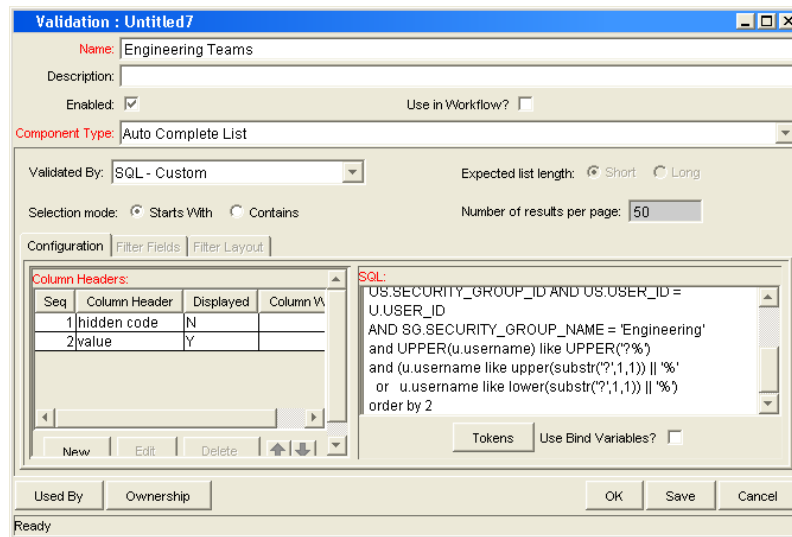 Validation : Untitled7
Name: Engineering Teams
Description:
Enabled: Use in Workflow?
Component Type: Auto Complete List
Validated By: SQL - Custom Expected list length: Short Long
Selection mode: Starts With Contains Number of results per page: 50
Configuration Filter Fields Filter Layout
Column Headers: SQL:
Seq Column Header Displayed Column W
1 hidden code N
2 value Y
US.SECURITY_GROUP_ID AND US.USER_ID =
U.USER_ID
AND SG.SECURITY_GROUP_NAME = 'Engineering'
and UPPER(u.username) like UPPER('?%')
and (u.username like upper(substr('?',1,1)) || '%'
or u.username like lower(substr('?',1,1)) || '%')
order by 2
New Edit Delete
Tokens Use Bind Variables?
Used By Ownership OK Save Cancel
Ready